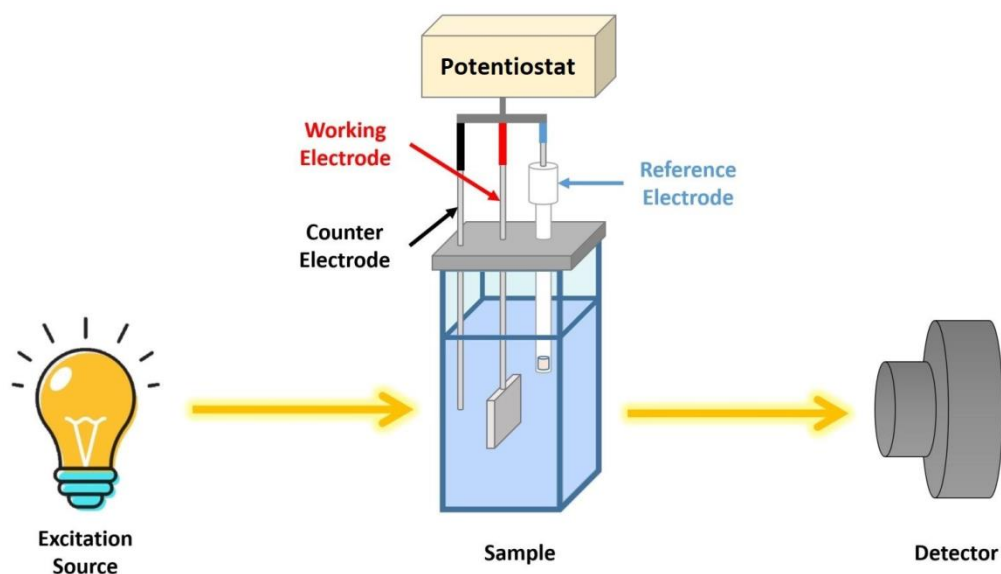 Potentiostat
Working
Electrode
Reference
Electrode
Counter
Electrode
Excitation
Source
Sample
Detector